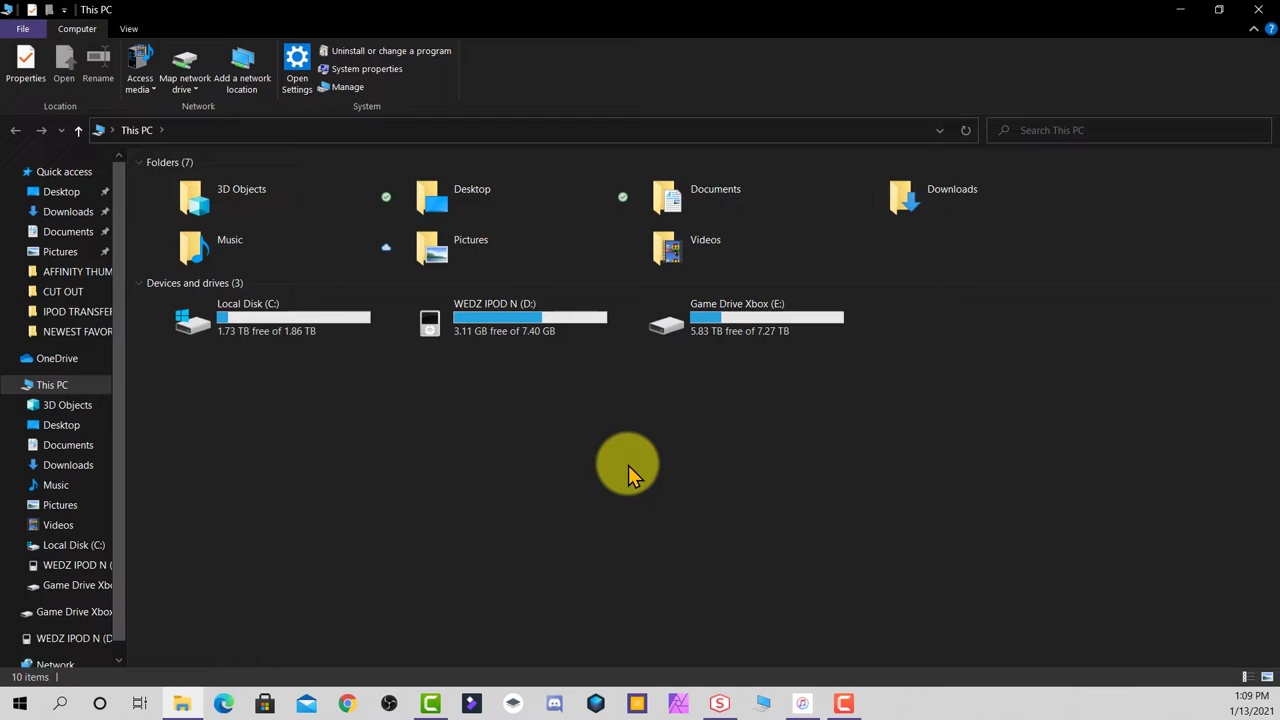 This PC
File
Computer
View
Properties
Open
Rename
Access media
Map network drive
Add a network location
Open Settings
Uninstall or change a program
System properties
Manage
Location
Network
System
This PC
Search This PC
Quick access
Desktop
Downloads
Documents
Pictures
AFFINITY THUM
CUT OUT
IPOD TRANSFER
NEWEST FAVOR
OneDrive
This PC
3D Objects
Desktop
Documents
Downloads
Music
Pictures
Videos
Local Disk (C:)
WEDZ IPOD N (
Game Drive Xbo
Game Drive Xbox
WEDZ IPOD N (D
Network
Folders (7)
3D Objects
Desktop
Documents
Downloads
Music
Pictures
Videos
Devices and drives (3)
Local Disk (C:)
1.73 TB free of 1.86 TB
WEDZ IPOD N (D:)
3.11 GB free of 7.40 GB
Game Drive Xbox (E:)
5.83 TB free of 7.27 TB
10 items
1:09 PM
1/13/2021